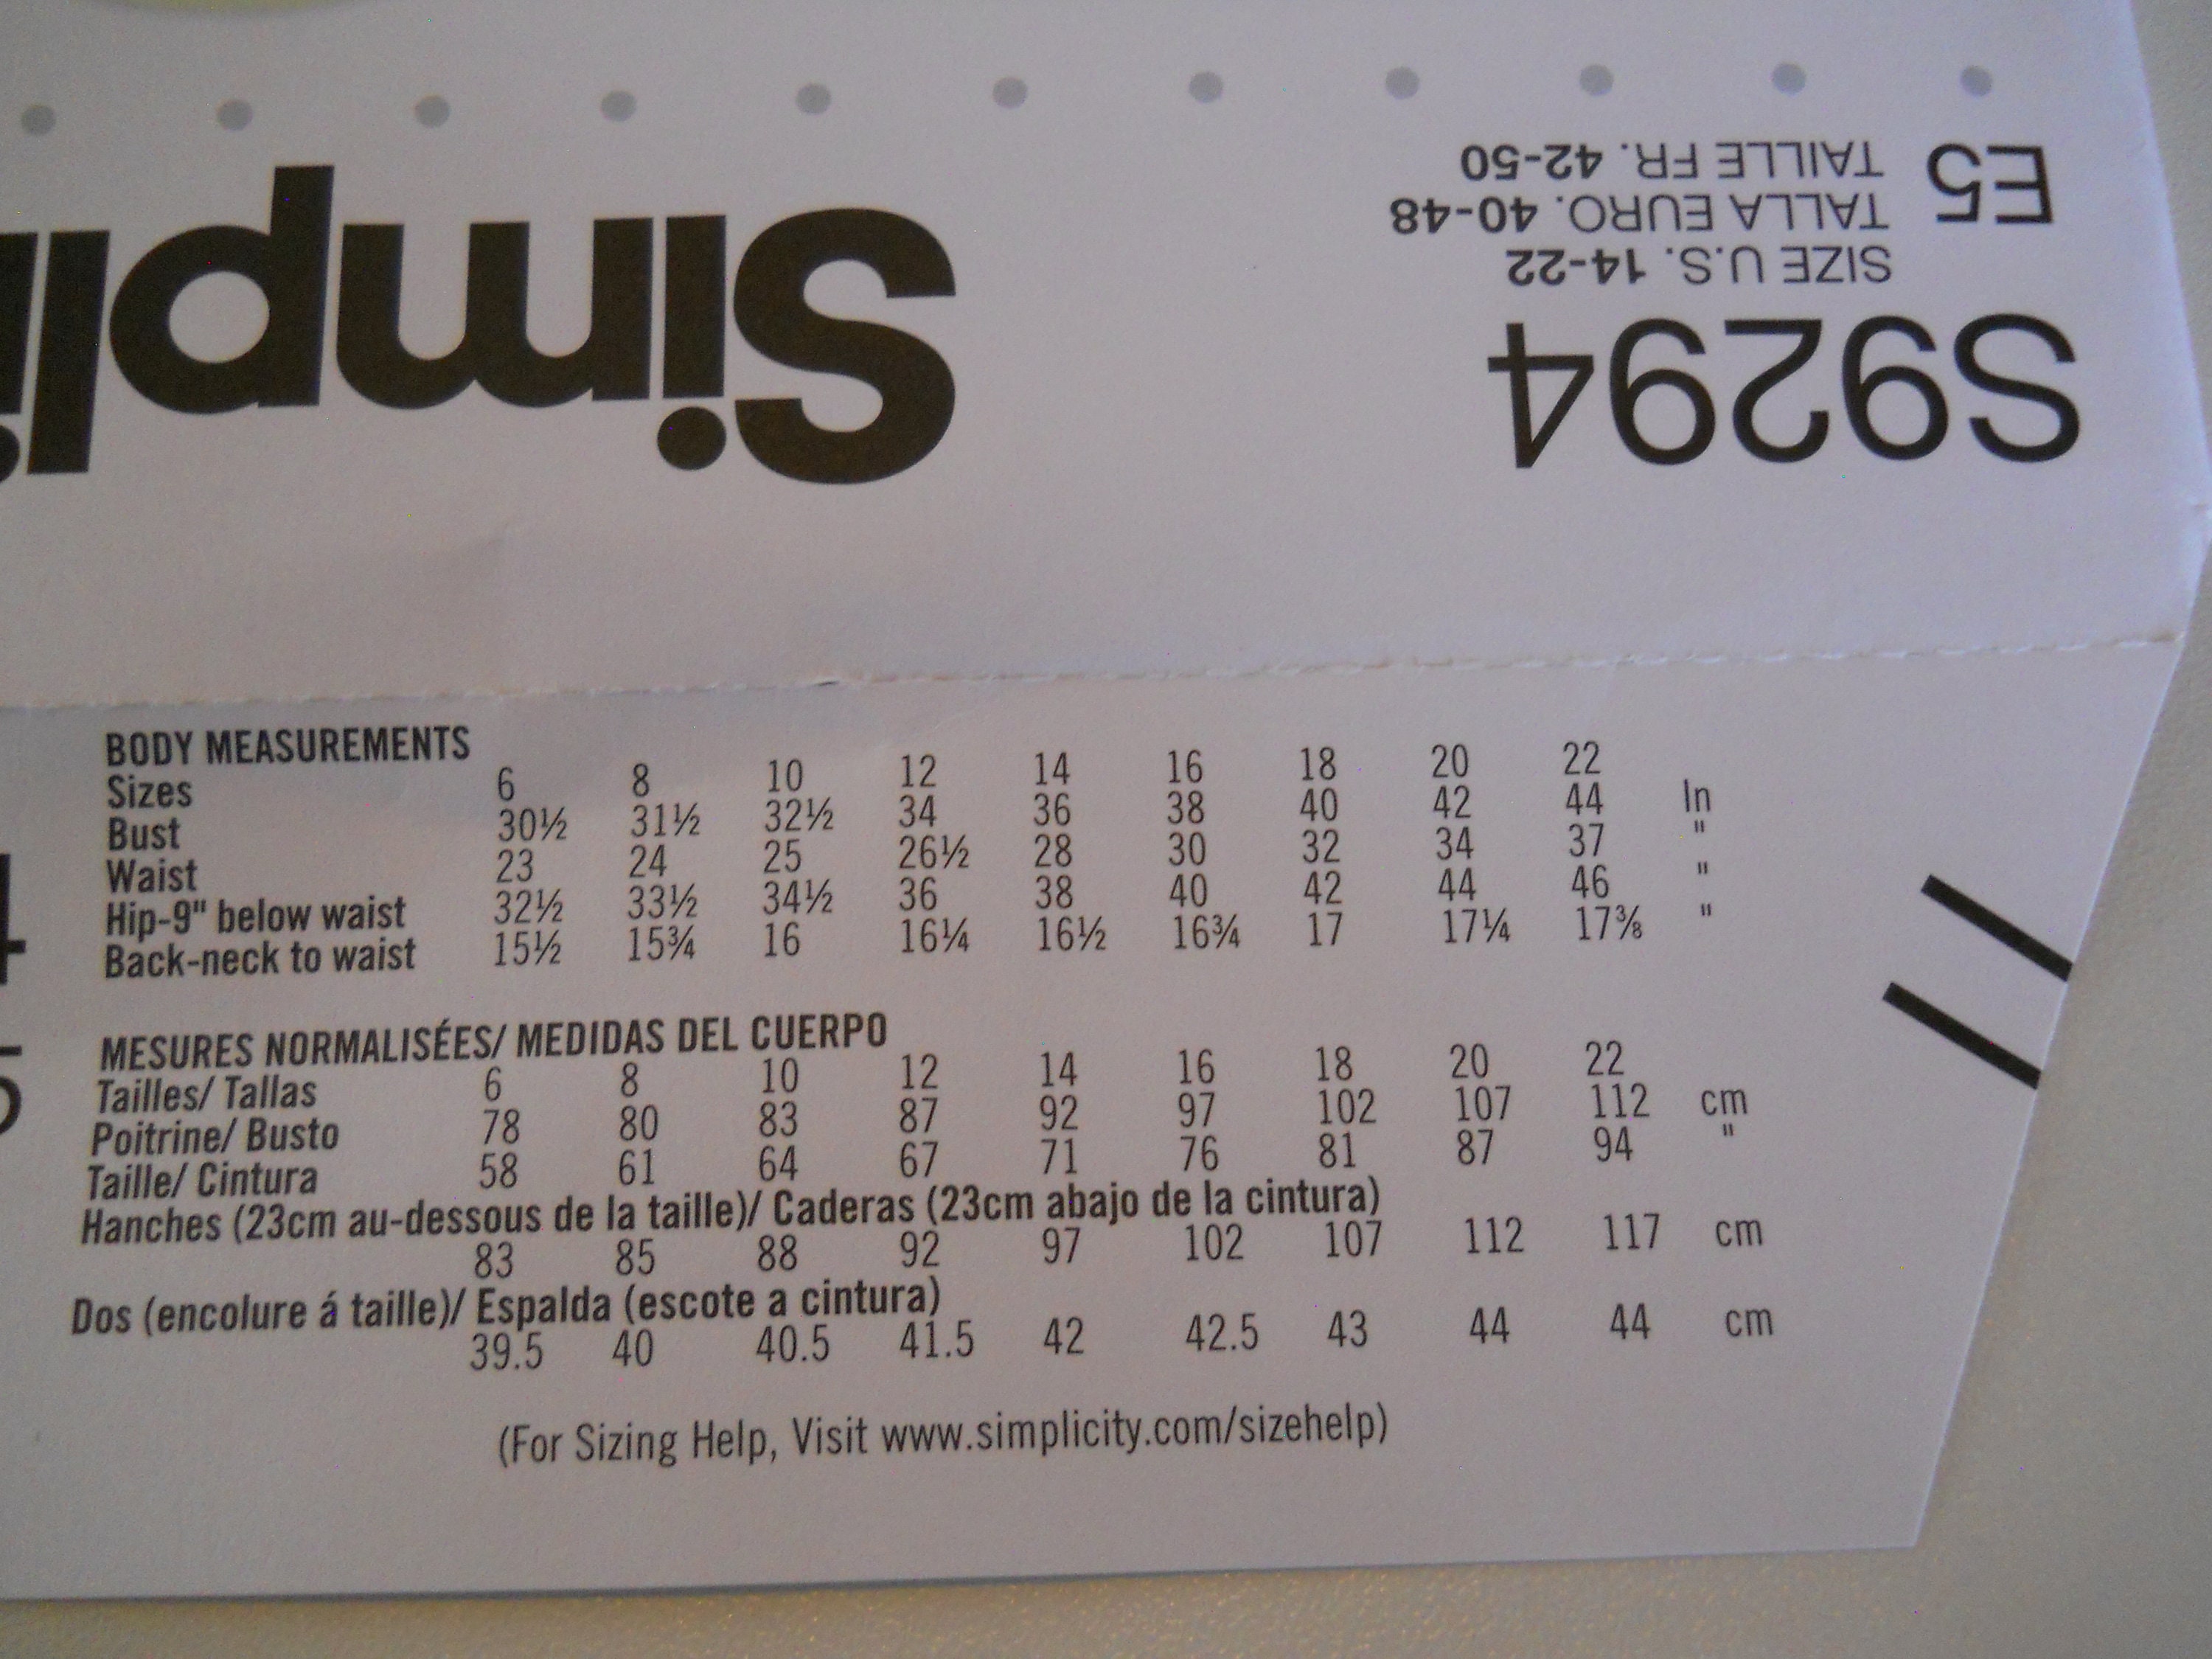 Simpli
S9294
SIZE U.S. 14-22
TALLA EURO. 40-48
TAILLE FR. 42-50
E5
BODY MEASUREMENTS
Sizes 6 8 10 12 14 16 18 20 22
Bust 30½ 31½ 32½ 34 36 38 40 42 44 In
Waist 23 24 25 26½ 28 30 32 34 37 "
Hip-9" below waist 32½ 33½ 34½ 36 38 40 42 44 46 "
Back-neck to waist 15½ 15¾ 16 16¼ 16½ 16¾ 17 17¼ 17⅜ "
MESURES NORMALISÉES/ MEDIDAS DEL CUERPO
Tailles/ Tallas 6 8 10 12 14 16 18 20 22
Poitrine/ Busto 78 80 83 87 92 97 102 107 112 cm
Taille/ Cintura 58 61 64 67 71 76 81 87 94 "
Hanches (23cm au-dessous de la taille)/ Caderas (23cm abajo de la cintura)
83 85 88 92 97 102 107 112 117 cm
Dos (encolure á taille)/ Espalda (escote a cintura)
39.5 40 40.5 41.5 42 42.5 43 44 44 cm
(For Sizing Help, Visit www.simplicity.com/sizehelp)